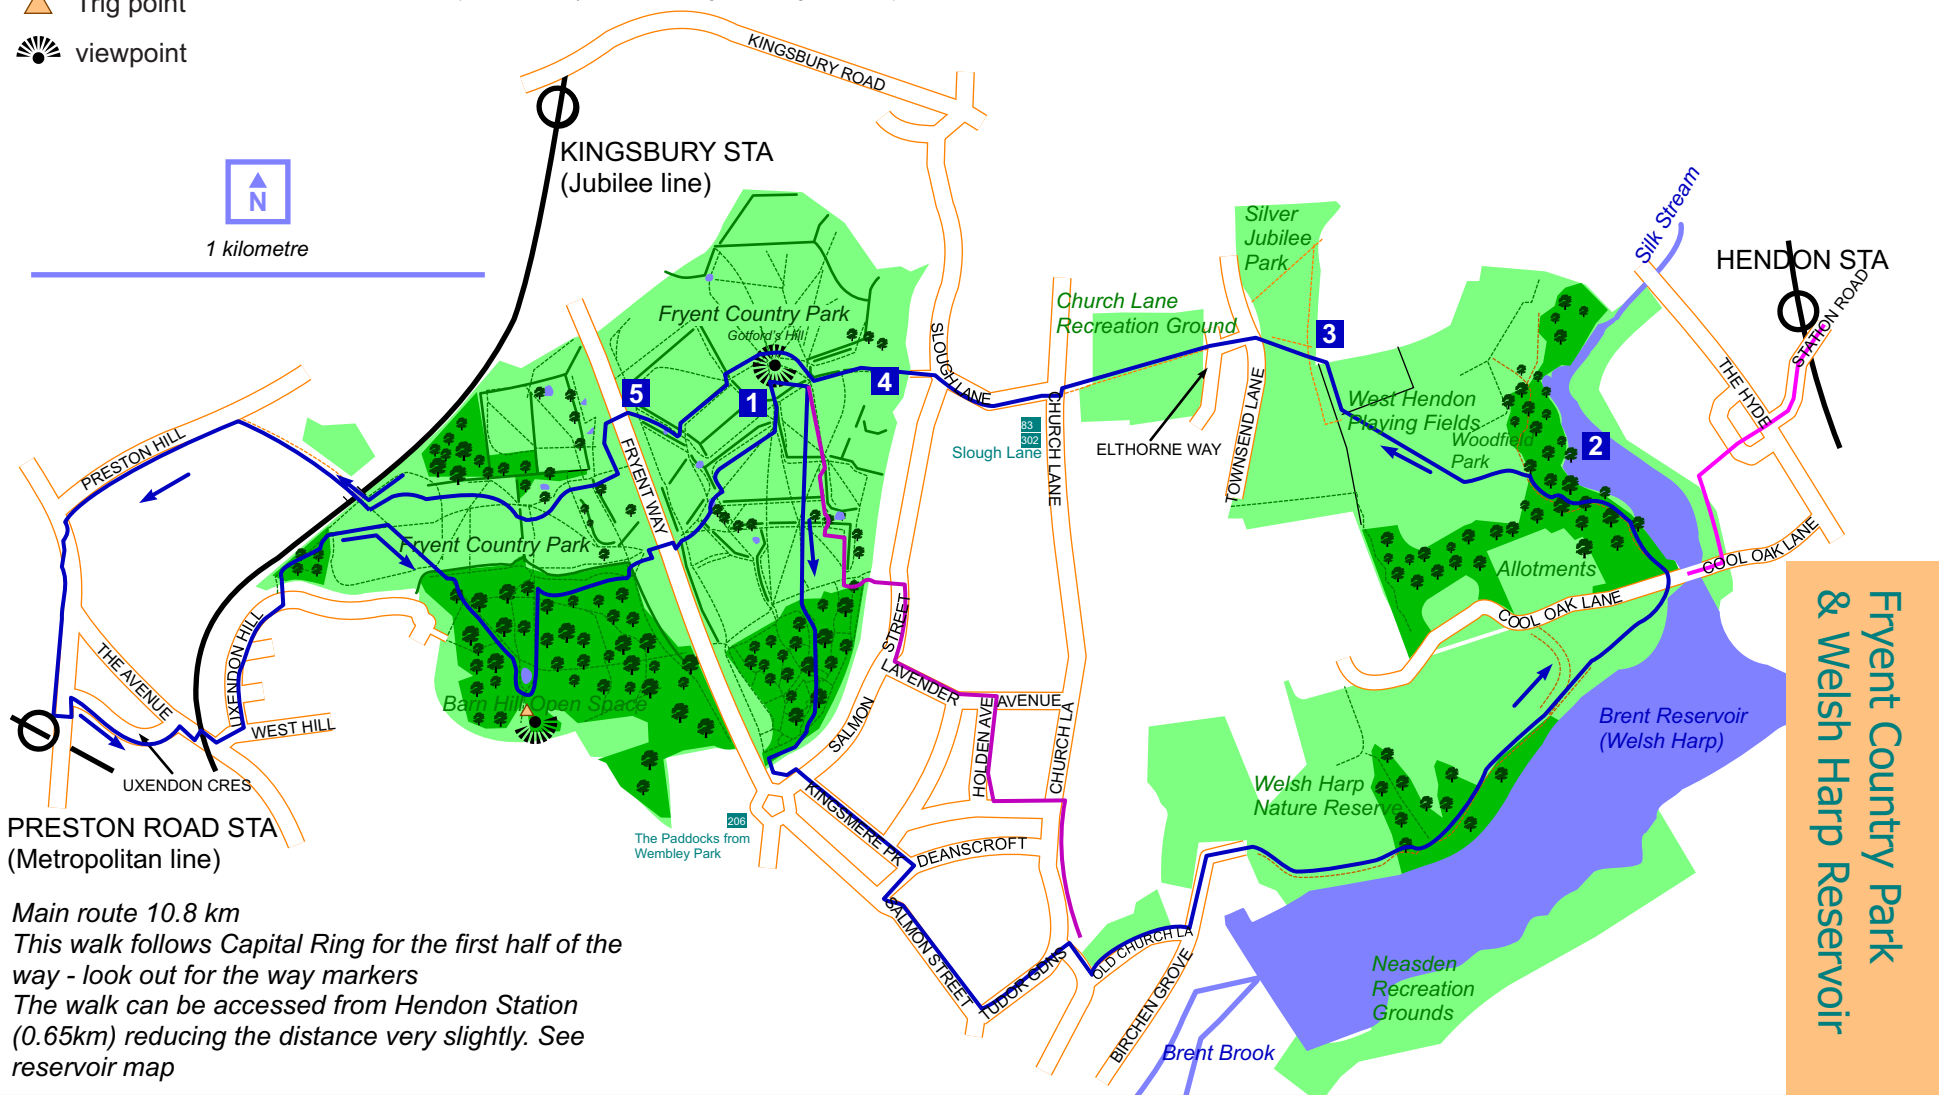 Trig point
viewpoint
KINGSBURY ROAD
KINGSBURY STA
(Jubilee line)
N
1 kilometre
Silk Stream
HENDON STA
STATION ROAD
Silver
Jubilee
Park
Church Lane
Recreation Ground
Fryent Country Park
Gotford's Hill
3
THE HYDE
SLOUGH LANE
4
5
1
West Hendon
Playing Fields
Woodfield
Park
2
83
302
Slough Lane
CHURCH LANE
ELTHORNE WAY
TOWNSEND LANE
PRESTON HILL
FRYENT WAY
Fryent Country Park
Allotments
COOL OAK LANE
COOL OAK LANE
Fryent Country Park
& Welsh Harp Reservoir
THE AVENUE
UXENDON HILL
WEST HILL
UXENDON CRES
Barn Hill Open Space
SALMON
STREET
LAVENDER
AVENUE
HOLDEN AVE
CHURCH LA
Brent Reservoir
(Welsh Harp)
Welsh Harp
Nature Reserve
206
The Paddocks from
Wembley Park
KINGSMERE PK
DEANSCROFT
PRESTON ROAD STA
(Metropolitan line)
SALMON STREET
TUDOR GDNS
OLD CHURCH LA
BIRCHEN GROVE
Neasden
Recreation
Grounds
Brent Brook
Main route 10.8 km
This walk follows Capital Ring for the first half of the
way - look out for the way markers
The walk can be accessed from Hendon Station
(0.65km) reducing the distance very slightly. See
reservoir map